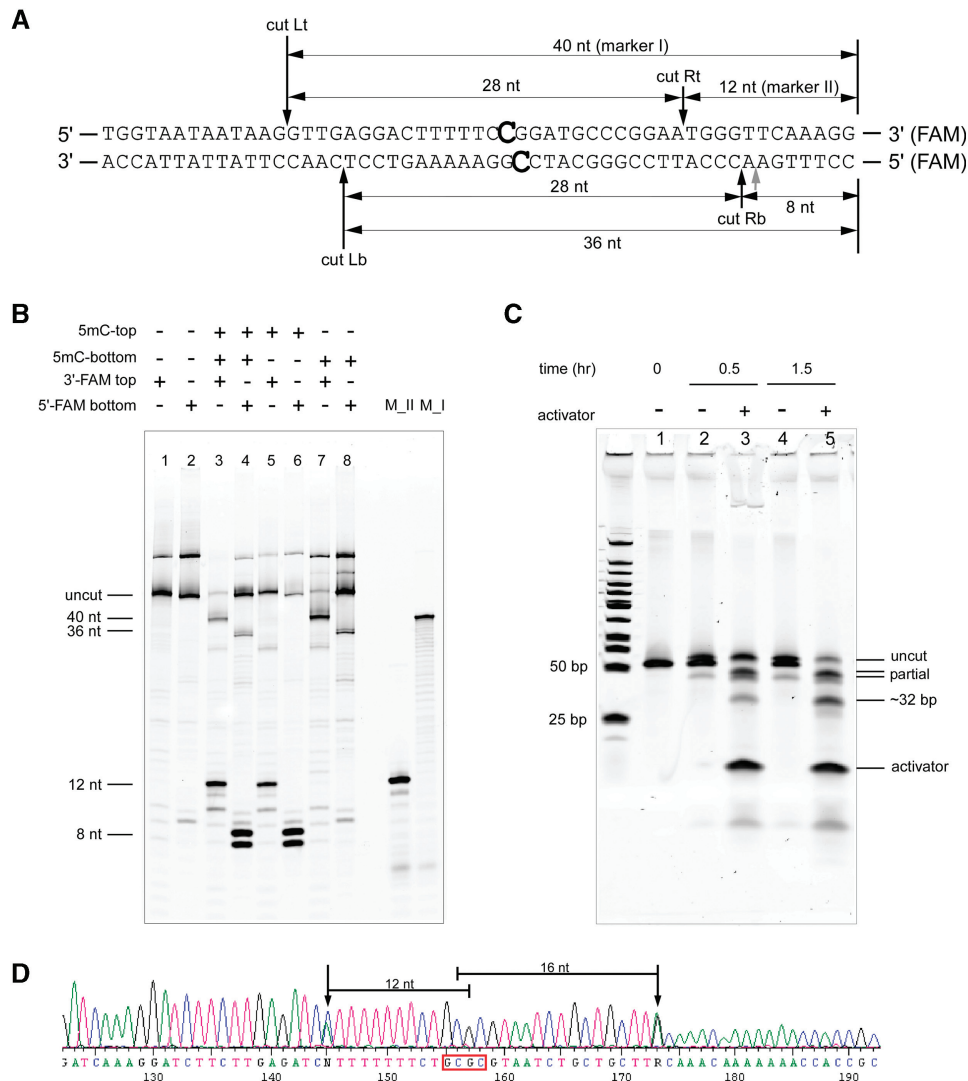 A
cut Lt
40 nt (marker I)
cut Rt
28 nt
12 nt (marker II)
5' — TGGTAATAATAAGGTTGAGGACTTTTTCCGGATGCCCGGAATGGGTTCAAAGG — 3' (FAM)
3' — ACCATTATTATTCCAACTCCTGAAAAAGGCCTACGGGCCTTACCCAAGTTTCC — 5' (FAM)
28 nt
8 nt
cut Rb
36 nt
cut Lb
B
5mC-top - - + + + + - -
5mC-bottom - - + + - - + +
3'-FAM top + - + - + - + -
5'-FAM bottom - + - + - + - + M_II M_I
1 2 3 4 5 6 7 8
uncut
40 nt
36 nt
12 nt
8 nt
C
time (hr) 0 0.5 1.5
activator - - + - +
1 2 3 4 5
50 bp
25 bp
uncut
partial
~32 bp
activator
D
16 nt
12 nt
GATCAAAGGATCTTCTTGAGATCNTTTTTTTCTGCGCGTAATCTGCTGCTTRCAAACAAAAAAACCACCGC
130 140 150 160 170 180 190